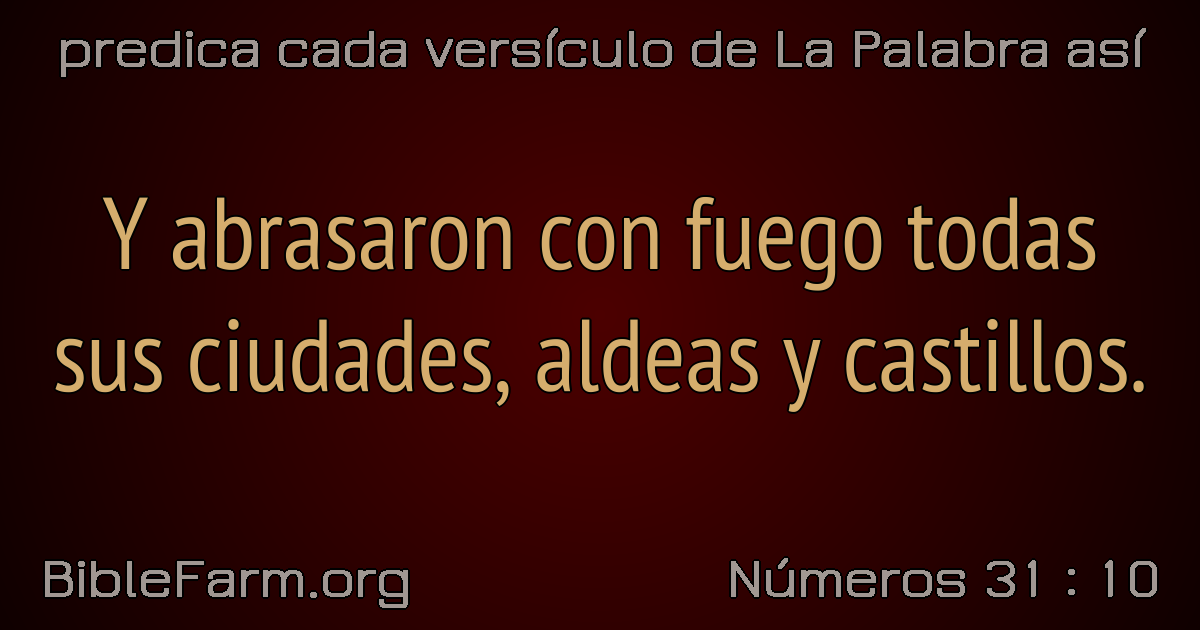 predica cada versículo de La Palabra así
Y abrasaron con fuego todas
sus ciudades, aldeas y castillos.
BibleFarm.org
Números 31 : 10